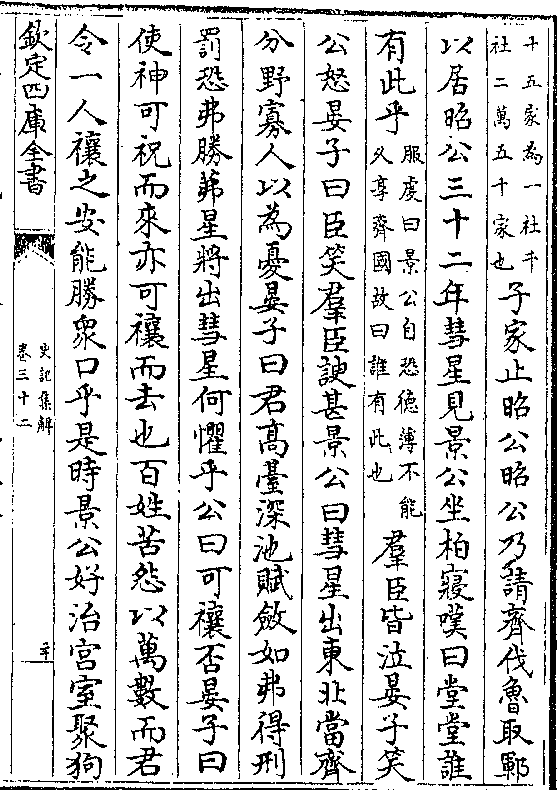 十五家為一社千
社二萬五千家也
子家止昭公昭公乃請齊伐魯取鄆
以居昭公三十二年彗星見景公坐柏寢嘆曰堂堂誰
有此乎
服虔曰景公自恐德薄不能
乆享齊國故曰誰有此也
羣臣皆泣晏子笑
公怒晏子曰臣笑羣臣諛甚景公曰彗星出東北當齊
分野寡人以為憂晏子曰君高臺深池賦斂如弗得刑
罰恐弗勝茀星將出彗星何懼乎公曰可禳否晏子曰
使神可祝而來亦可禳而去也百姓苦怨以萬數而君
令一人禳之安能勝衆口乎是時景公好治宮室聚狗
欽定四庫全書
史記集解
卷三十二